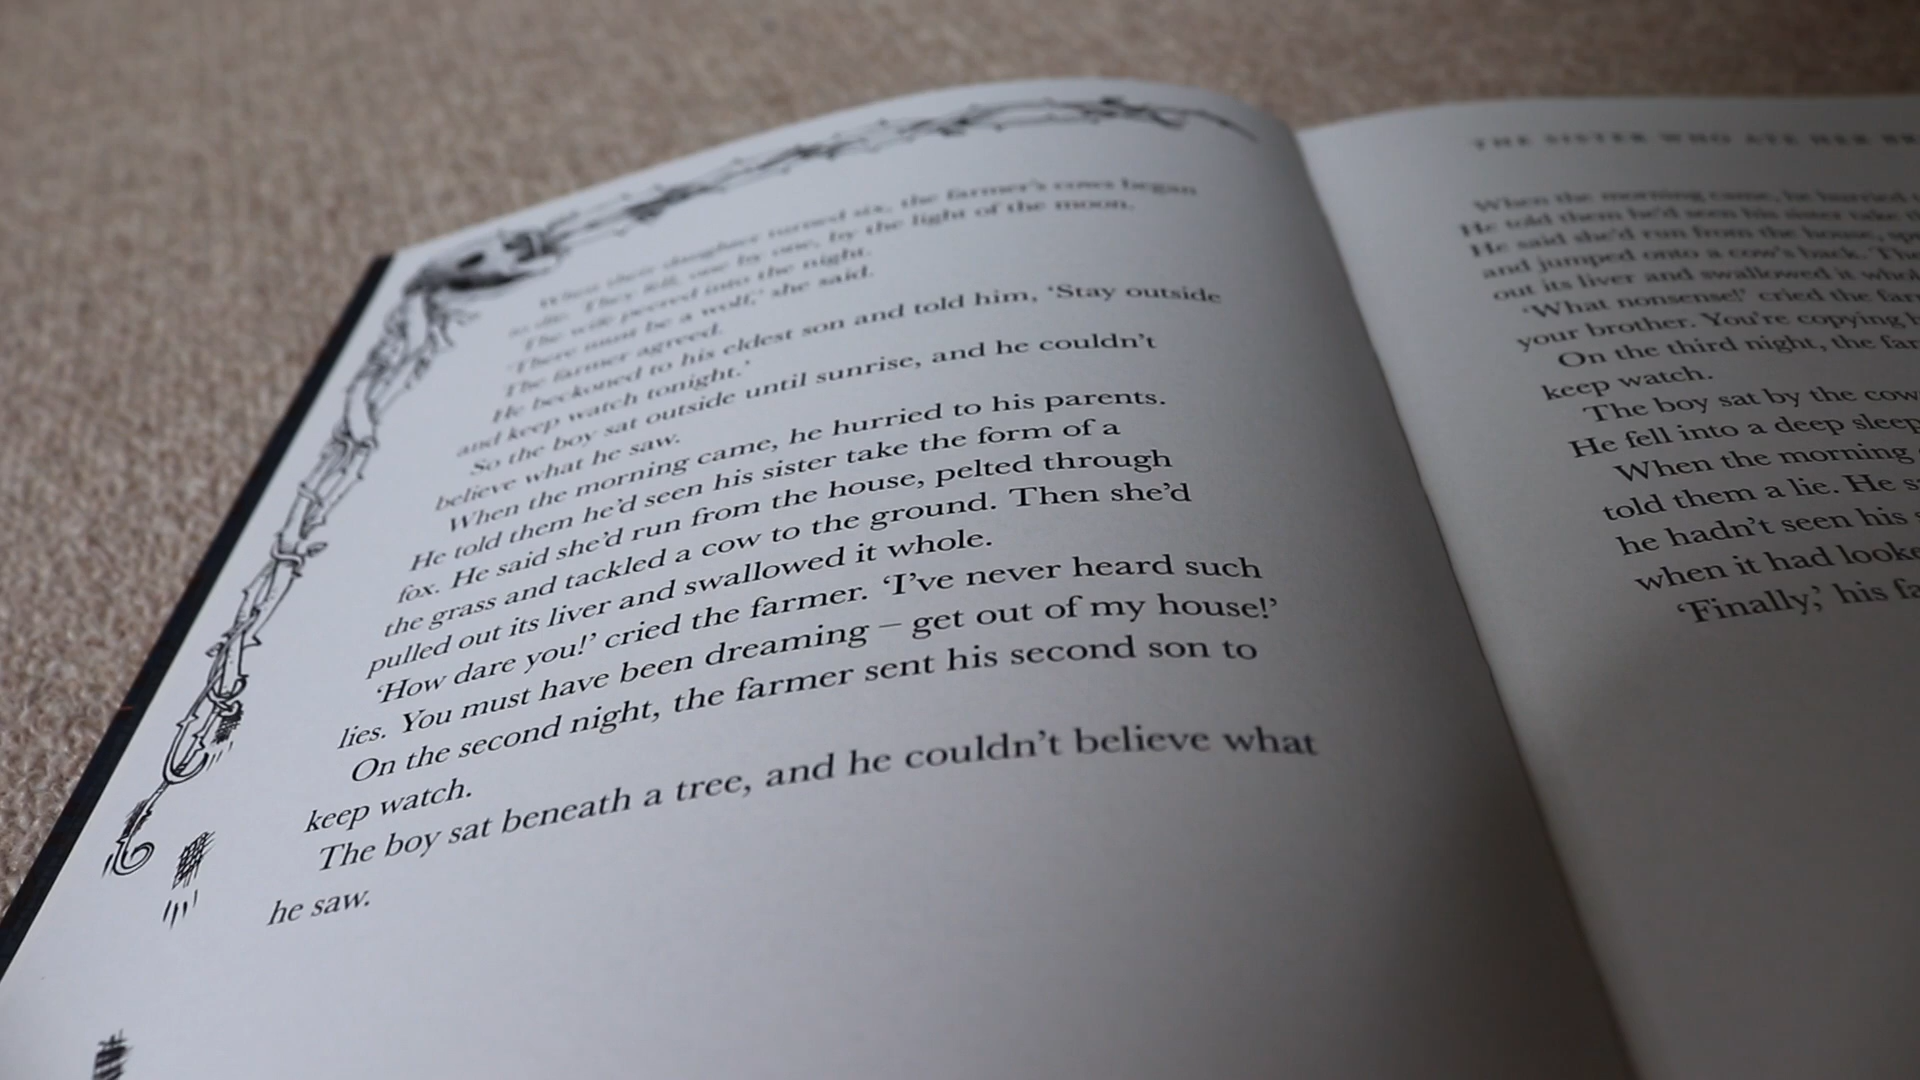 When their daughter turned six, the farmer's cows began
to die. They fell, one by one, by the light of the moon.
The wife peered into the night.
'There must be a wolf,' she said.
The farmer agreed.
He beckoned to his eldest son and told him, 'Stay outside
and keep watch tonight.'
So the boy sat outside until sunrise, and he couldn't
believe what he saw.
When the morning came, he hurried to his parents.
He told them he'd seen his sister take the form of a
fox. He said she'd run from the house, pelted through
the grass and tackled a cow to the ground. Then she'd
pulled out its liver and swallowed it whole.
'How dare you!' cried the farmer. 'I've never heard such
lies. You must have been dreaming – get out of my house!'
On the second night, the farmer sent his second son to
keep watch.
The boy sat beneath a tree, and he couldn't believe what
he saw.
THE SISTER WHO ATE HER
When the morning came, he hurried
He told them he'd seen his sister take
He said she'd run from the house,
and jumped onto a cow's back.
out its liver and swallowed it
'What nonsense!' cried the
your brother. You're copying
On the third night, the
keep watch.
The boy sat by the
He fell into a deep sleep
When the morning
told them a lie. He
he hadn't seen his
when it had
'Finally,' his